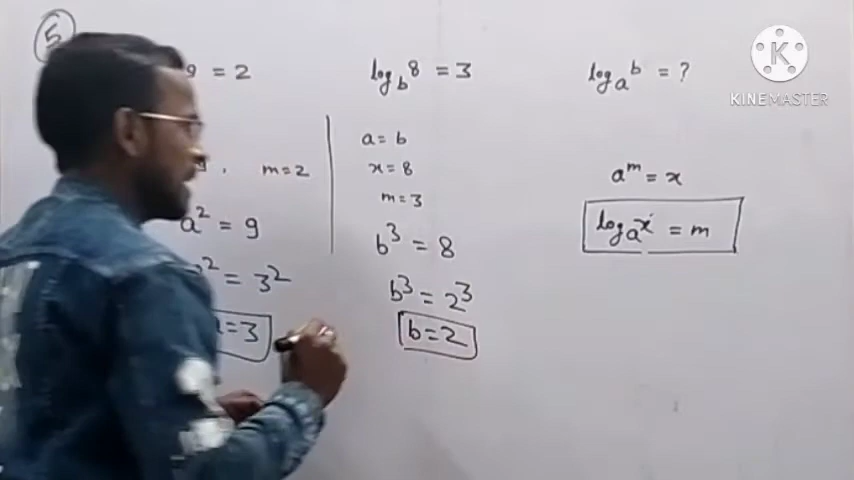 5
9 = 2
log_b 8 = 3
log_a b = ?
m = 2
a² = 9
² = 3²
= 3
a = b
x = 8
m = 3
b³ = 8
b³ = 2³
b = 2
a^m = x
log_a x = m
K
KINEMASTER